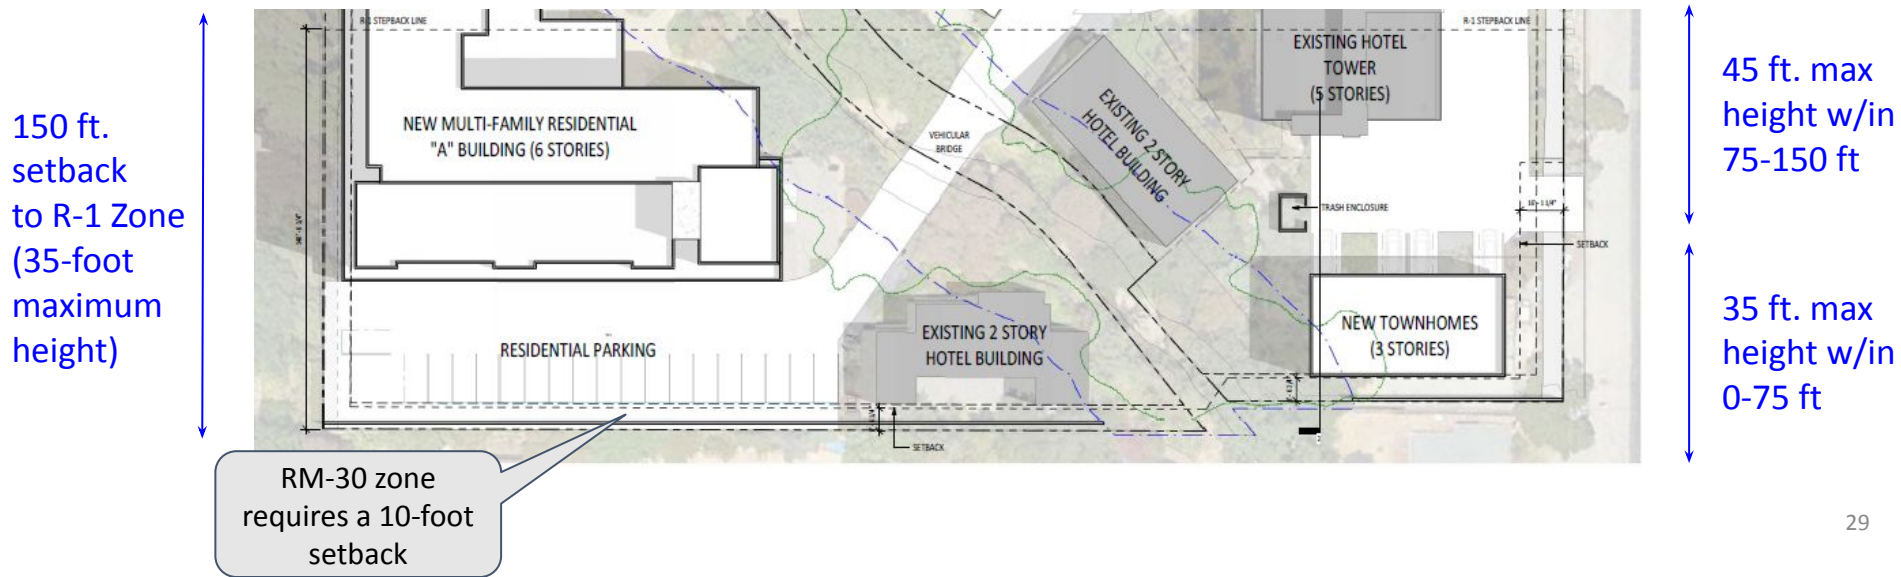 R-1 STEPBACK LINE
R-1 STEPBACK LINE
150 ft.
setback
to R-1 Zone
(35-foot
maximum
height)
NEW MULTI-FAMILY RESIDENTIAL
"A" BUILDING (6 STORIES)
VEHICULAR
BRIDGE
EXISTING 2 STORY
HOTEL BUILDING
EXISTING HOTEL
TOWER
(5 STORIES)
TRASH ENCLOSURE
SETBACK
45 ft. max
height w/in
75-150 ft
RESIDENTIAL PARKING
EXISTING 2 STORY
HOTEL BUILDING
NEW TOWNHOMES
(3 STORIES)
35 ft. max
height w/in
0-75 ft
SETBACK
RM-30 zone
requires a 10-foot
setback
29